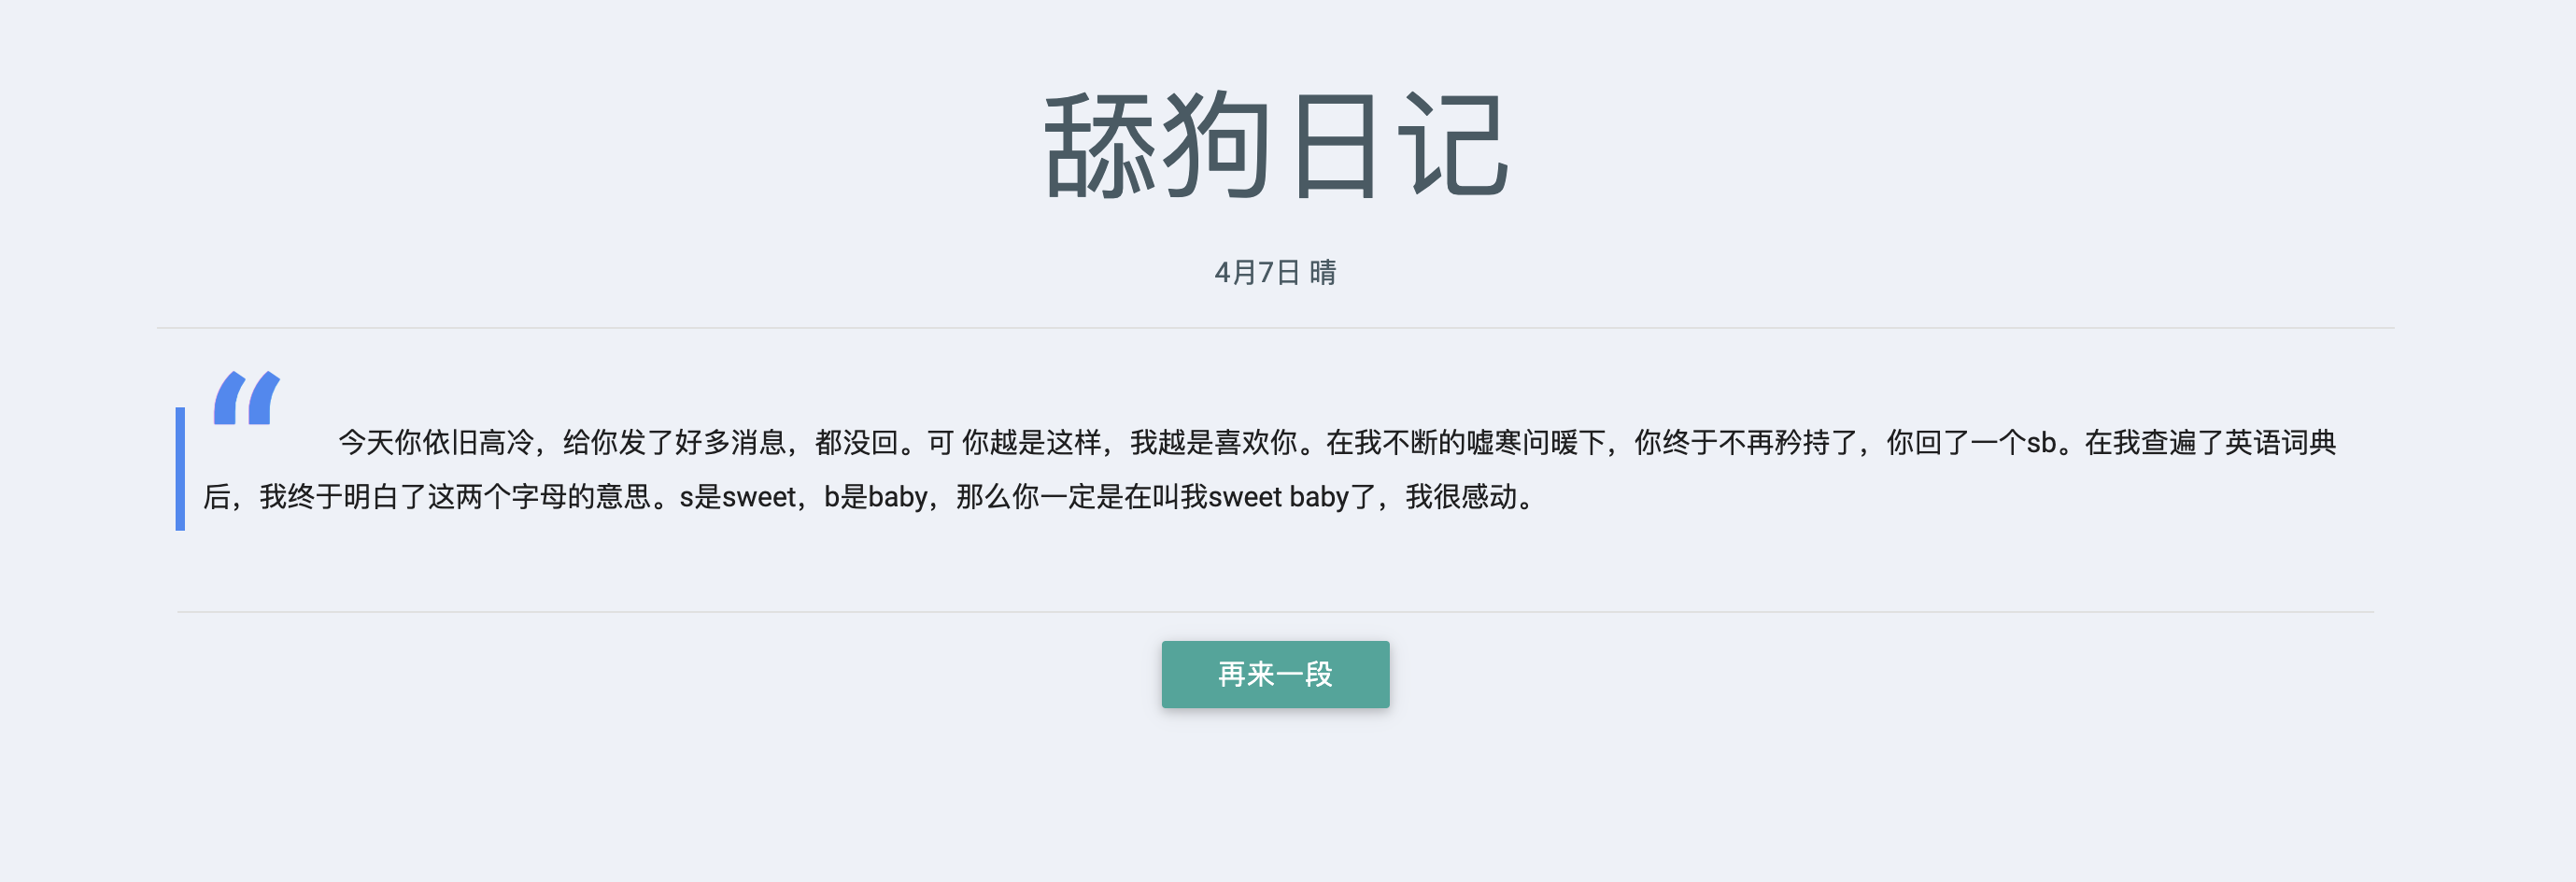 舔狗日记
4月7日 晴
“
今天你依旧高冷，给你发了好多消息，都没回。可 你越是这样，我越是喜欢你。在我不断的嘘寒问暖下，你终于不再矜持了，你回了一个sb。在我查遍了英语词典
后，我终于明白了这两个字母的意思。s是sweet，b是baby，那么你一定是在叫我sweet baby了，我很感动。
再来一段